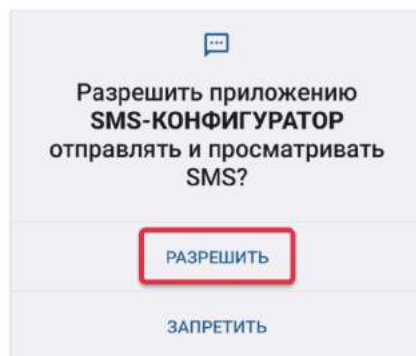 Разрешить приложению
SMS-КОНФИГУРАТОР
отправлять и просматривать
SMS?
РАЗРЕШИТЬ
ЗАПРЕТИТЬ